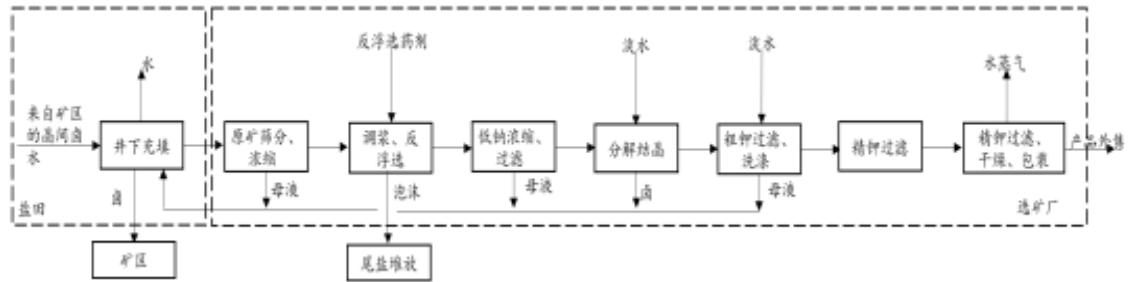 反浮选药剂
淡水
淡水
水
水蒸气
来自矿区
的晶间卤
水
井下充填
原矿筛分、
浓缩
调浆、反
浮选
低钠浓缩、
过滤
分解结晶
粗钾过滤、
洗涤
精钾过滤
精钾过滤、
干燥、包裹
产品外售
卤
母液
泡沫
母液
卤
母液
盐田
选矿厂
矿区
尾盐堆放